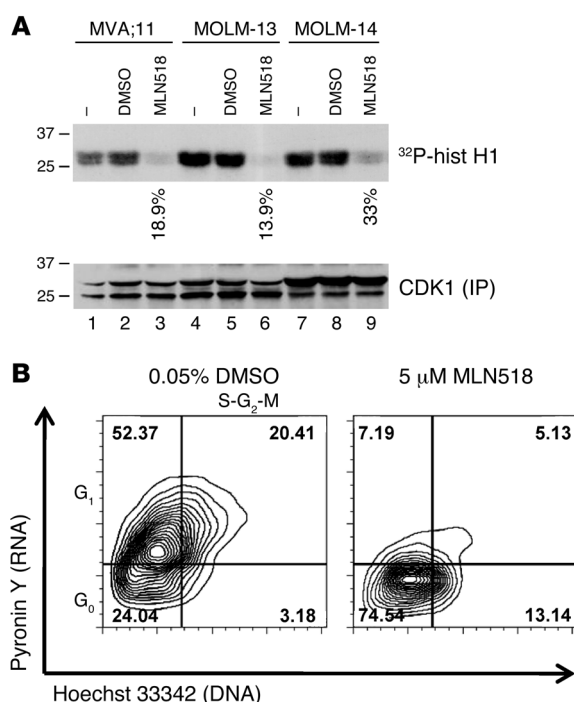 A
MVA;11 MOLM-13 MOLM-14
– DMSO MLN518 – DMSO MLN518 – DMSO MLN518
37
25
³²P-hist H1
18.9% 13.9% 33%
37
25
CDK1 (IP)
1 2 3 4 5 6 7 8 9
B
0.05% DMSO 5 μM MLN518
S-G₂-M
52.37 20.41 7.19 5.13
G₁
G₀
24.04 3.18 74.54 13.14
Pyronin Y (RNA)
Hoechst 33342 (DNA)